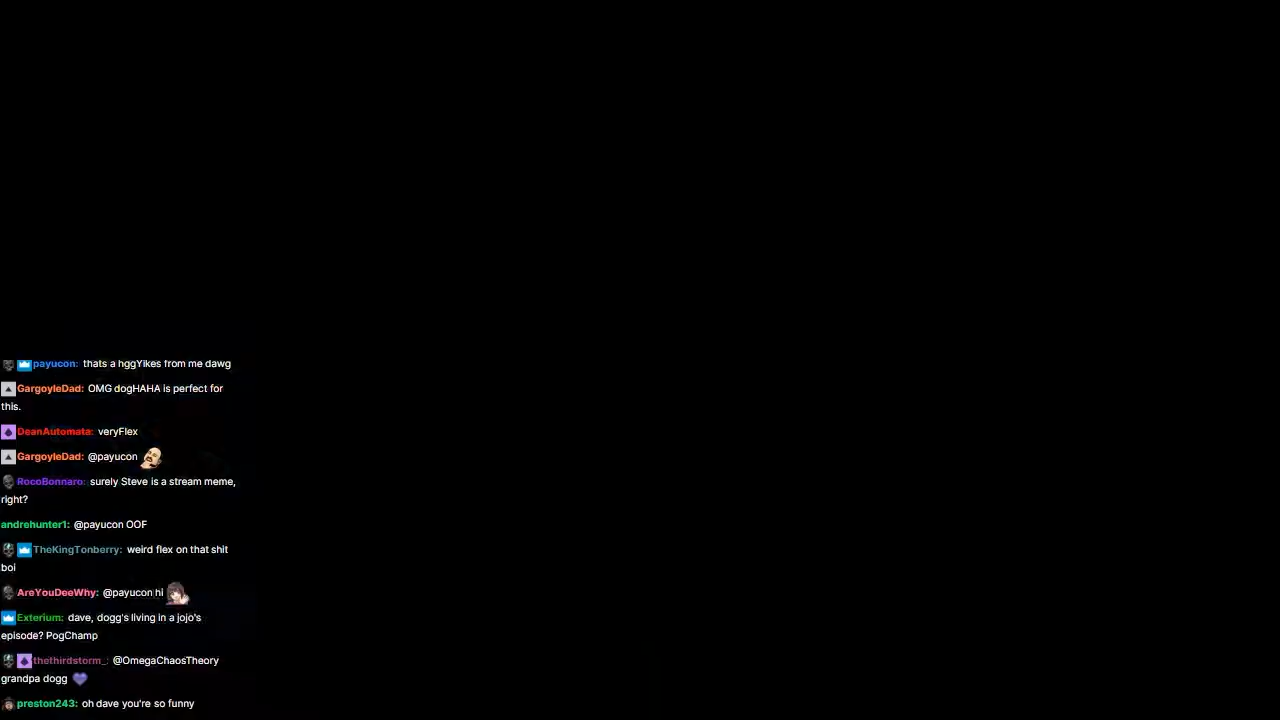 payucon: thats a hggYikes from me dawg
GargoyleDad: OMG dogHAHA is perfect for
this.
DeanAutomata: veryFlex
GargoyleDad: @payucon
RocoBonnaro: surely Steve is a stream meme,
right?
andrehunter1: @payucon OOF
TheKingTonberry: weird flex on that shit
boi
AreYouDeeWhy: @payucon hi
Exterium: dave, dogg's living in a jojo's
episode? PogChamp
thethirdstorm_: @OmegaChaosTheory
grandpa dogg
preston243: oh dave you're so funny